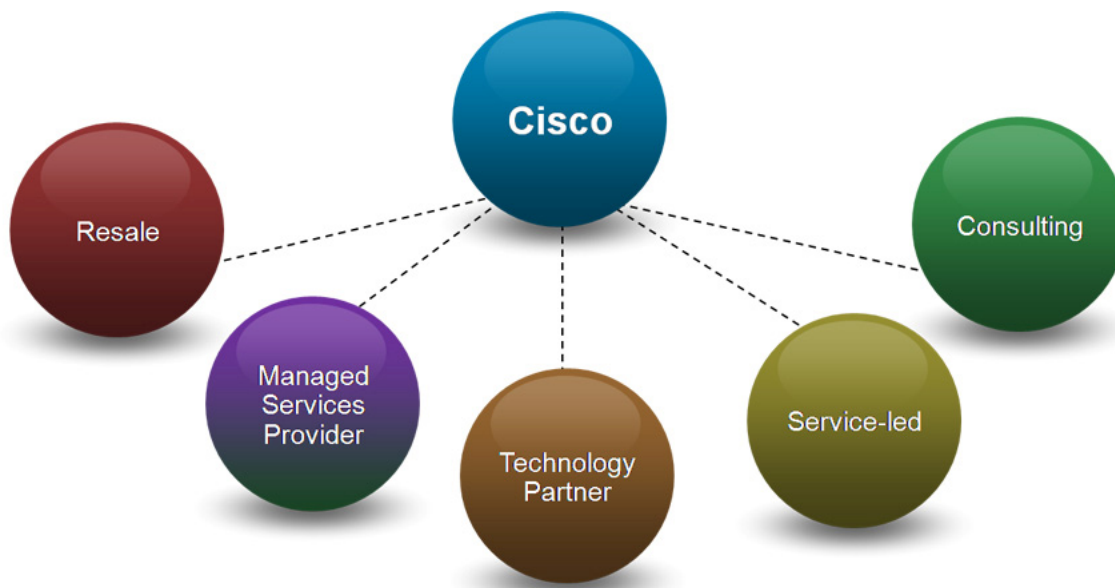 Cisco
Resale
Consulting
Managed
Services
Provider
Service-led
Technology
Partner